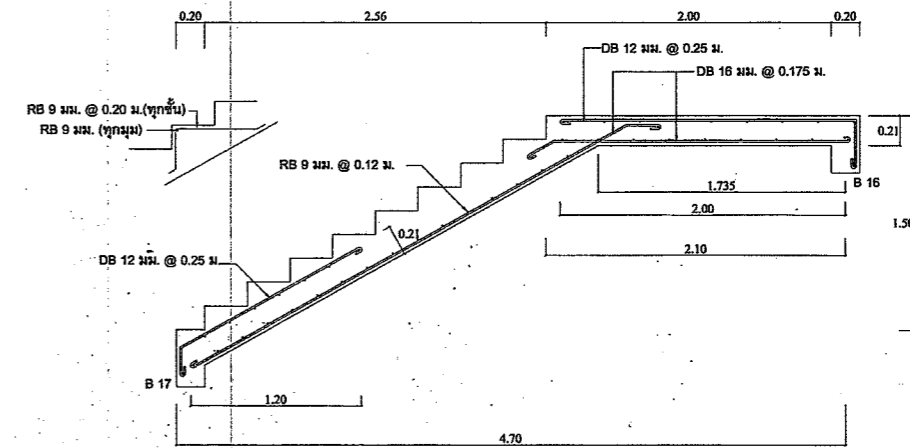 0.20 2.56 2.00 0.20
DB 12 มม. @ 0.25 ม.
DB 16 มม. @ 0.175 ม.
RB 9 มม. @ 0.20 ม.(ทุกขั้น)
RB 9 มม. (ทุกมุม)
0.21
RB 9 มม. @ 0.12 ม.
B 16
1.735
2.00
1.50
0.21
2.10
DB 12 มม. @ 0.25 ม.
B 17
1.20
4.70